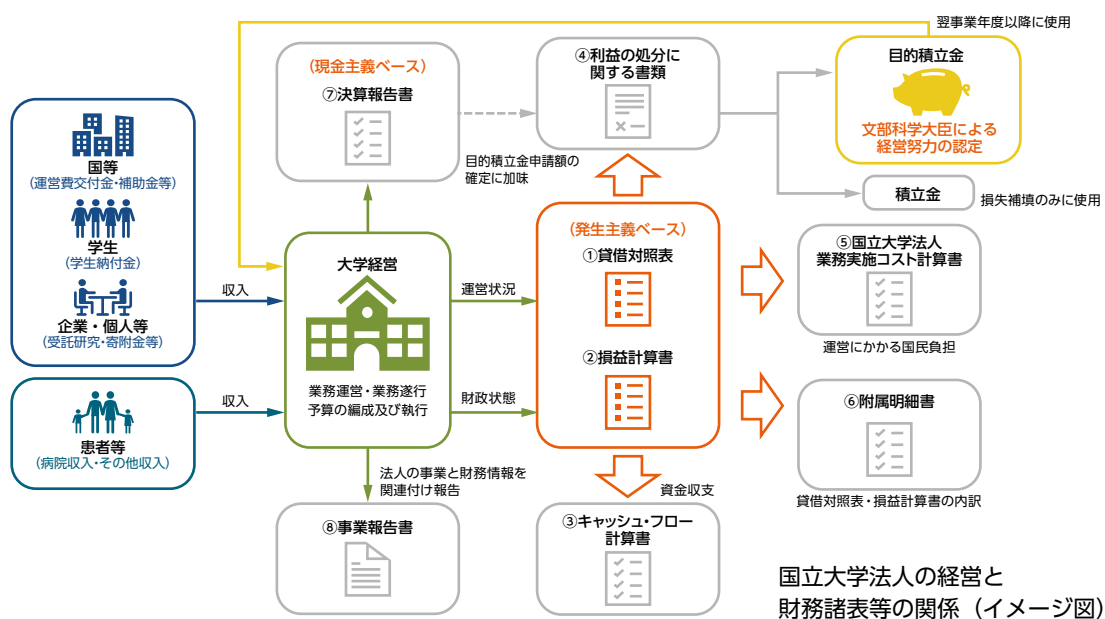 翌事業年度以降に使用
国等
(運営費交付金・補助金等)
学生
(学生納付金)
企業・個人等
(受託研究・寄附金等)
収入
患者等
(病院収入・その他収入)
収入
(現金主義ベース)
⑦決算報告書
目的積立金申請額の
確定に加味
大学経営
業務運営・業務遂行
予算の編成及び執行
運営状況
財政状態
法人の事業と財務情報を
関連付け報告
⑧事業報告書
④利益の処分に
関する書類
(発生主義ベース)
①貸借対照表
②損益計算書
資金収支
③キャッシュ・フロー
計算書
目的積立金
文部科学大臣による
経営努力の認定
積立金
損失補填のみに使用
⑤国立大学法人
業務実施コスト計算書
運営にかかる国民負担
⑥附属明細書
貸借対照表・損益計算書の内訳
国立大学法人の経営と
財務諸表等の関係（イメージ図）